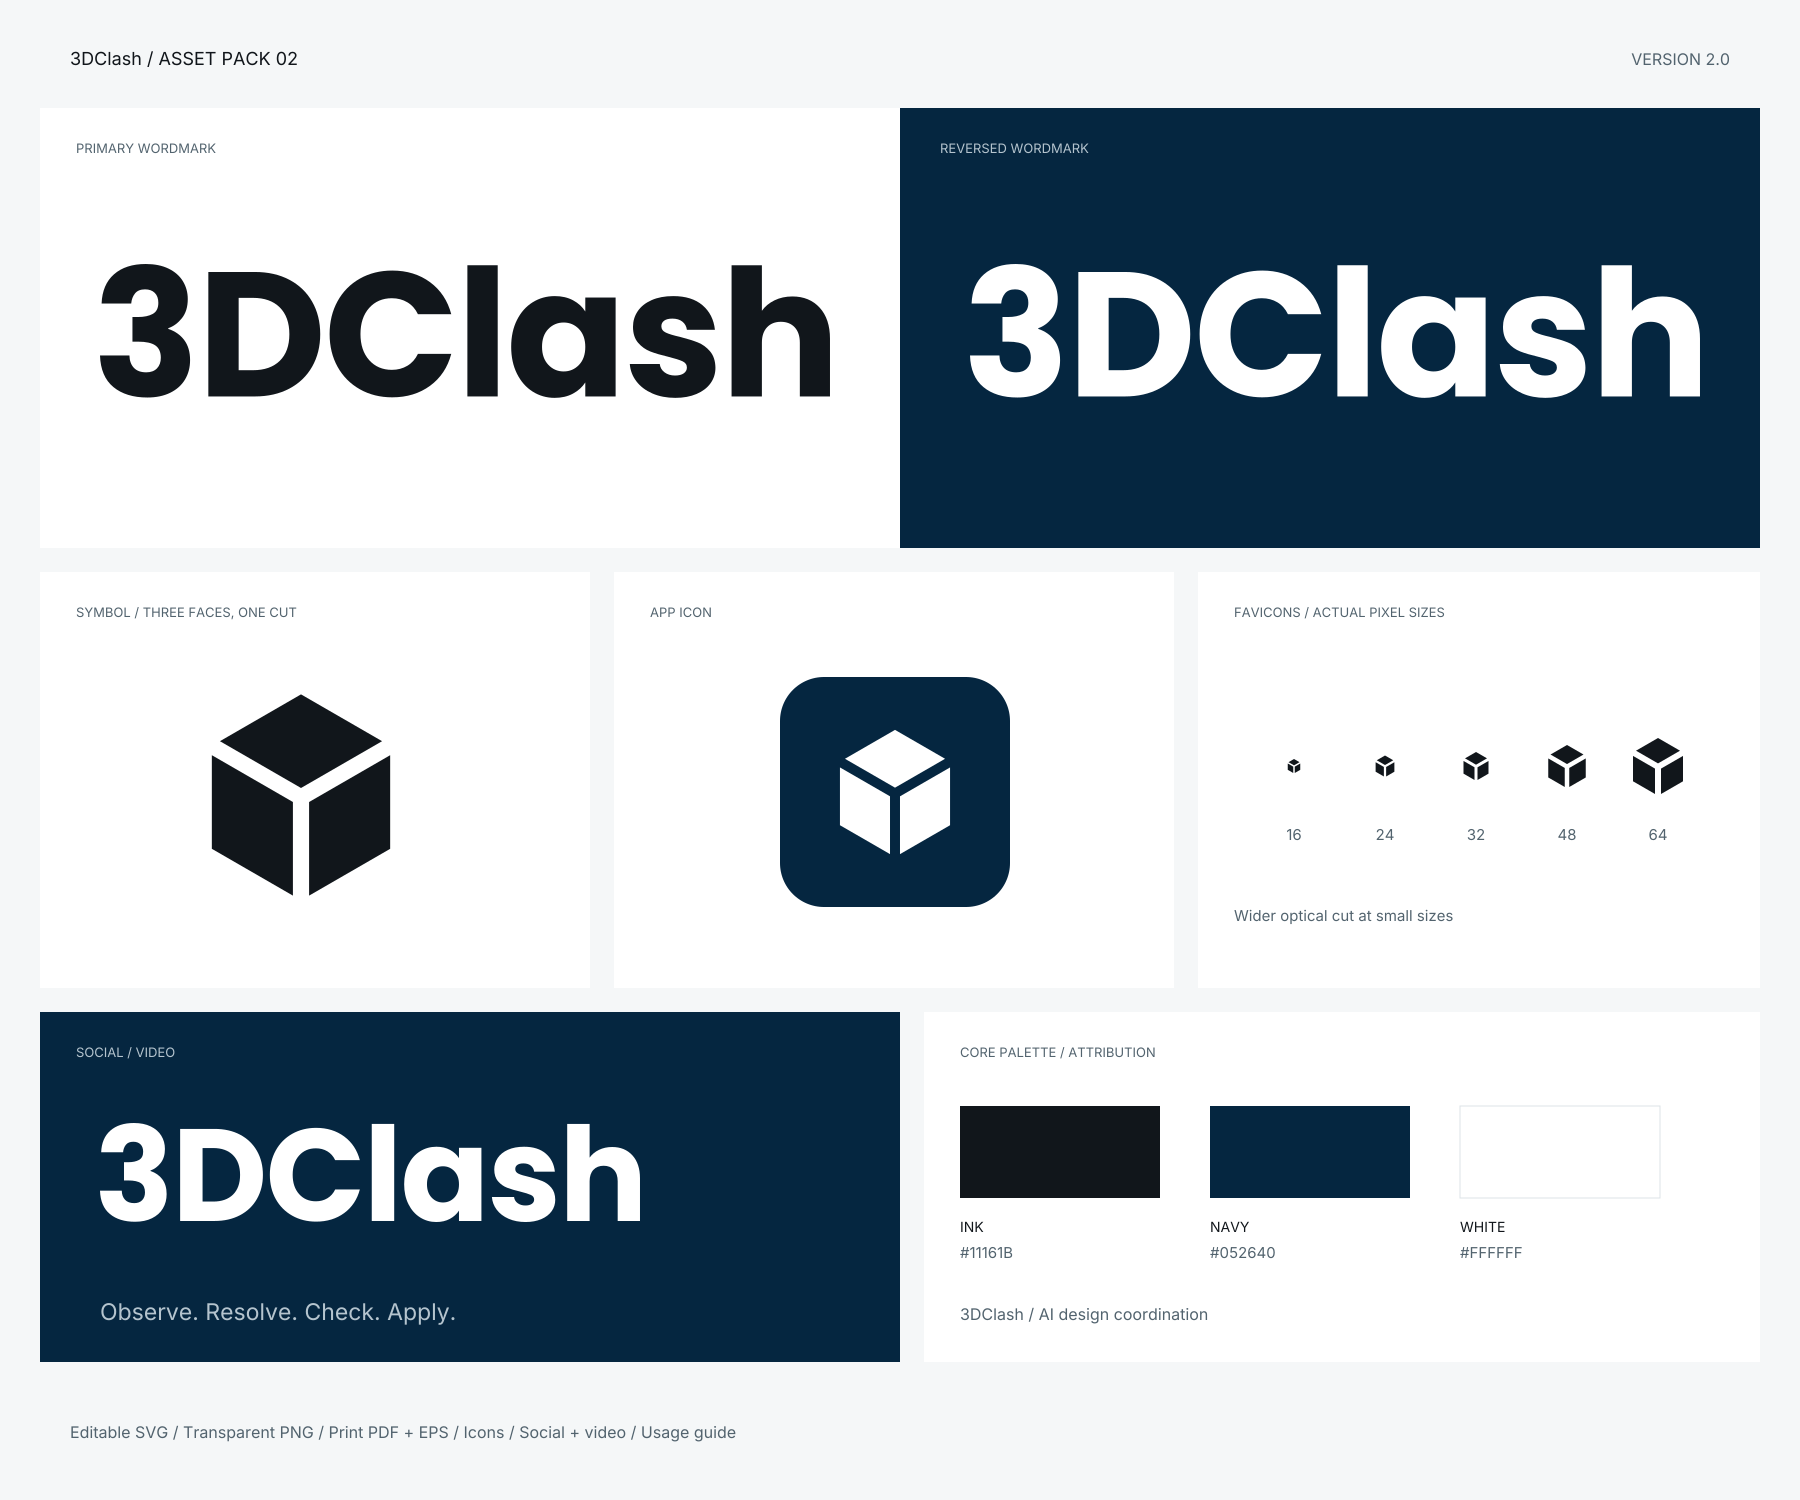 3DClash / ASSET PACK 02
VERSION 2.0
PRIMARY WORDMARK
3DClash
REVERSED WORDMARK
3DClash
SYMBOL / THREE FACES, ONE CUT
APP ICON
FAVICONS / ACTUAL PIXEL SIZES
16 24 32 48 64
Wider optical cut at small sizes
SOCIAL / VIDEO
3DClash
Observe. Resolve. Check. Apply.
CORE PALETTE / ATTRIBUTION
INK NAVY WHITE
#11161B #052640 #FFFFFF
3DClash / AI design coordination
Editable SVG / Transparent PNG / Print PDF + EPS / Icons / Social + video / Usage guide